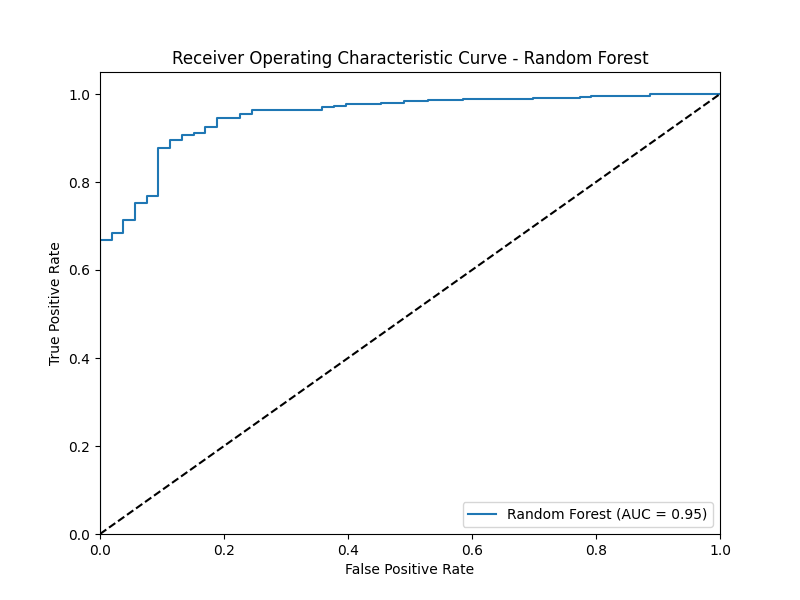 Receiver Operating Characteristic Curve - Random Forest
1.0
0.8
0.6
0.4
0.2
0.0
True Positive Rate
Random Forest (AUC = 0.95)
0.0 0.2 0.4 0.6 0.8 1.0
False Positive Rate